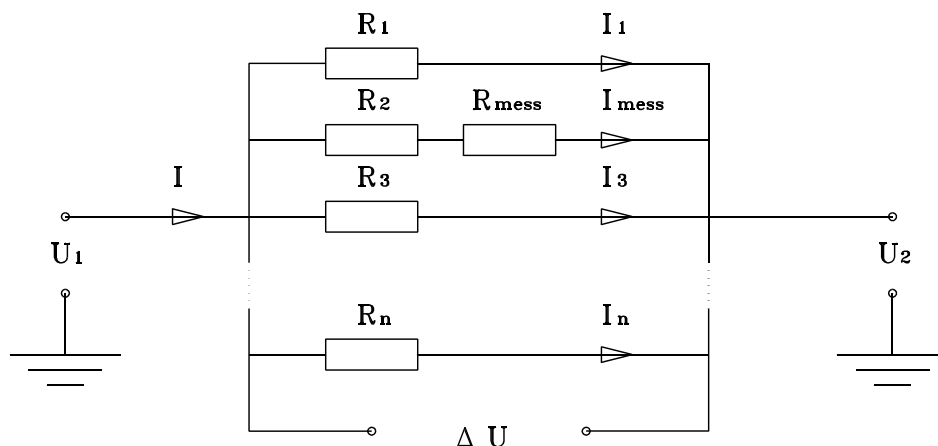 R1 I1
R2 Rmess Imess
I R3 I3
U1 U2
Rn In
Δ U